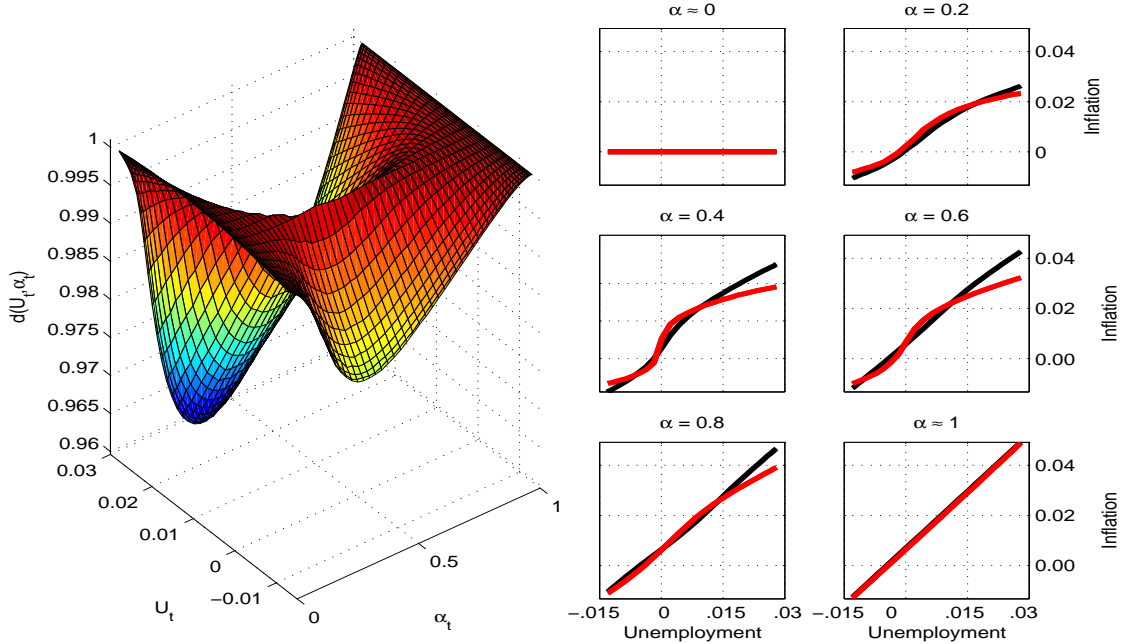 1
0.995
0.99
0.985
0.98
0.975
0.97
0.965
0.96
d(U_t,α_t)
0.03
0.02
0.01
0
−0.01
U_t
0
0.5
1
α_t
α ≈ 0
α = 0.2
0.04
0.02
0
Inflation
α = 0.4
α = 0.6
0.04
0.02
0.00
Inflation
α = 0.8
α ≈ 1
0.04
0.02
0.00
Inflation
−.015 0 .015 .03
−.015 0 .015 .03
Unemployment
Unemployment